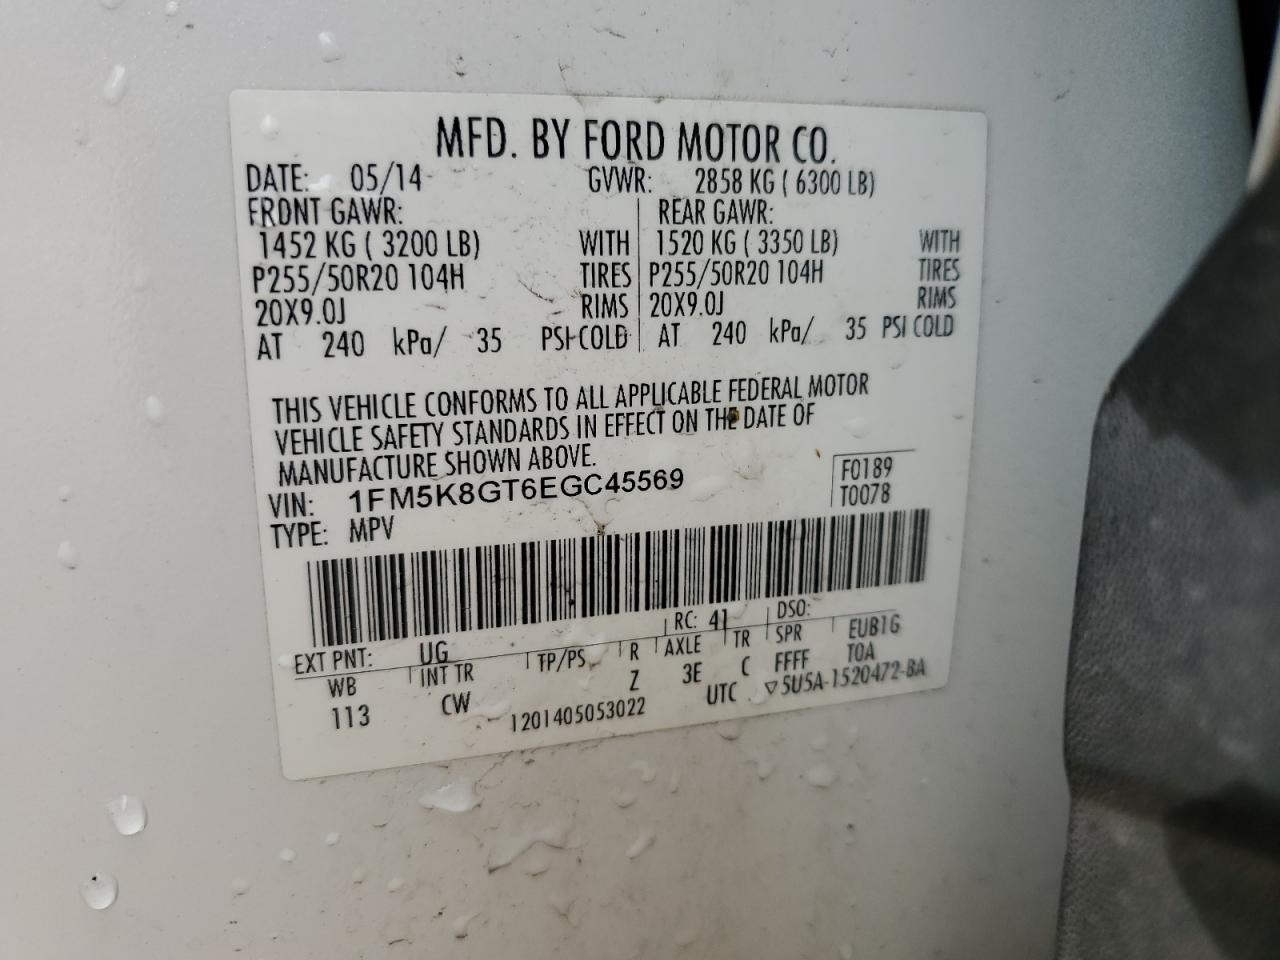 MFD. BY FORD MOTOR CO.
DATE: 05/14 GVWR: 2858 KG ( 6300 LB)
FRONT GAWR: REAR GAWR:
1452 KG ( 3200 LB) WITH 1520 KG ( 3350 LB) WITH
P255/50R20 104H TIRES P255/50R20 104H TIRES
20X9.0J RIMS 20X9.0J RIMS
AT 240 kPa/ 35 PSI COLD AT 240 kPa/ 35 PSI COLD
THIS VEHICLE CONFORMS TO ALL APPLICABLE FEDERAL MOTOR
VEHICLE SAFETY STANDARDS IN EFFECT ON THE DATE OF
MANUFACTURE SHOWN ABOVE.
VIN: 1FM5K8GT6EGC45569 F0189
TYPE: MPV T0078
EXT PNT: UG RC: 41 DSO:
WB INT TR TP/PS R AXLE TR SPR EUB1G
113 CW Z 3E C FFFF T0A
1201405053022 UTC ▽5U5A-1520472-BA